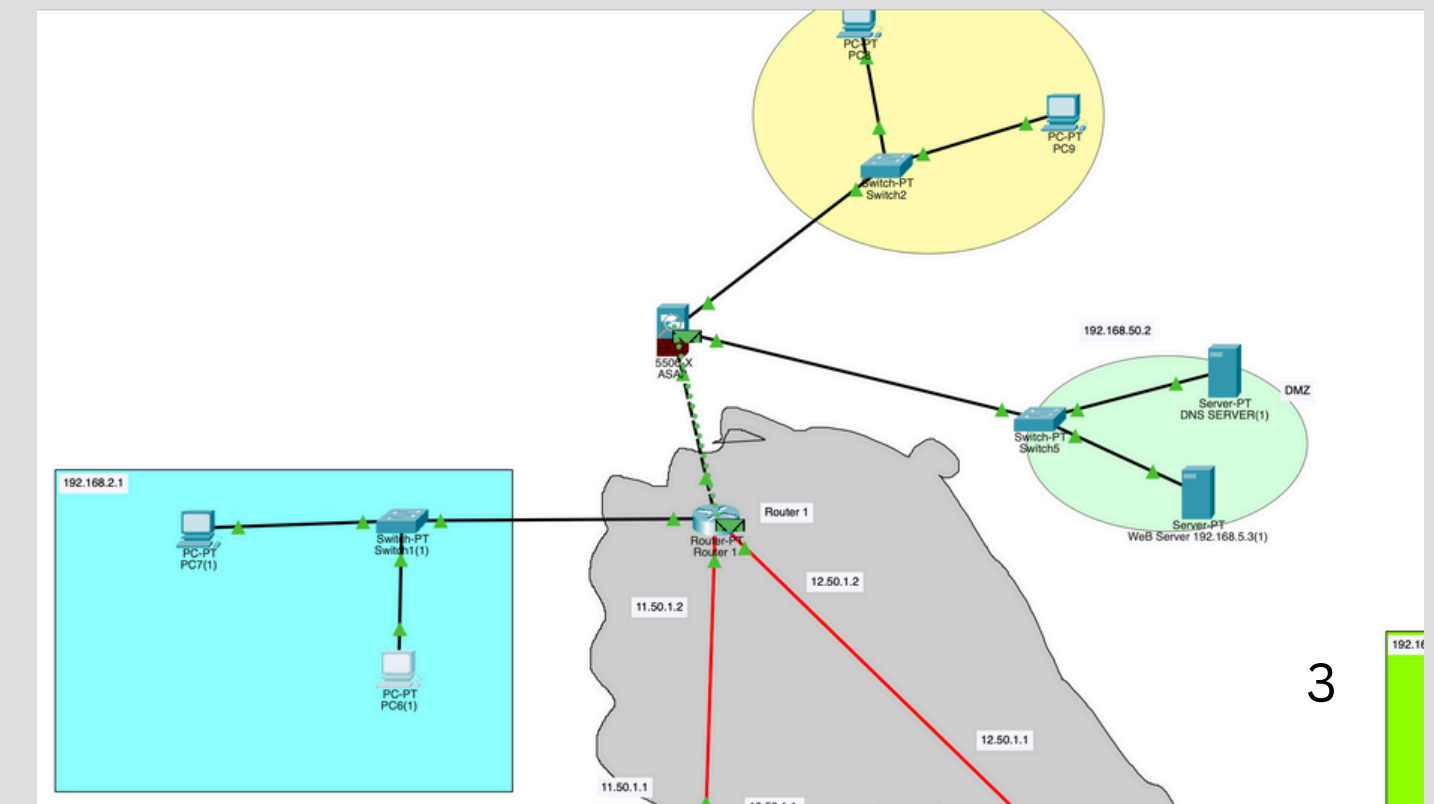 PC-PT
PC8
PC-PT
PC9
Switch-PT
Switch2
192.168.50.2
5506-X
DMZ
Server-PT
DNS SERVER(1)
Switch-PT
Switch5
192.168.2.1
Router 1
Server-PT
WeB Server 192.168.5.3(1)
Switch-PT
Switch1(1)
Router-PT
Router 1
PC-PT
PC7(1)
12.50.1.2
11.50.1.2
192.16
3
PC-PT
PC6(1)
12.50.1.1
11.50.1.1